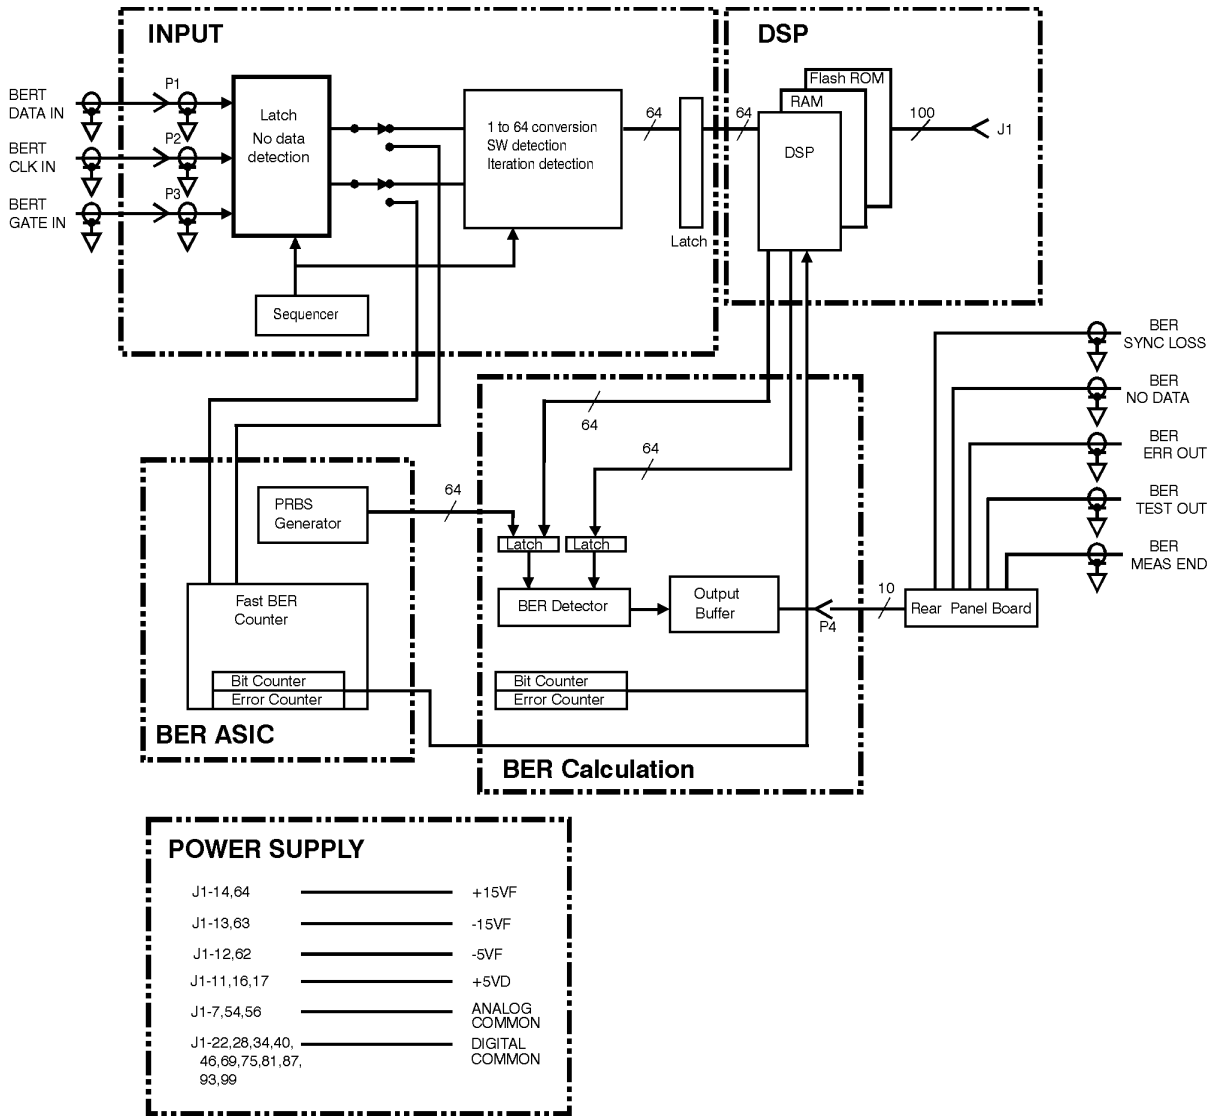 INPUT
DSP
BERT
DATA IN
P1
BERT
CLK IN
P2
BERT
GATE IN
P3
Latch
No data
detection
1 to 64 conversion
SW detection
Iteration detection
64
Latch
64
Flash ROM
RAM
DSP
100
J1
Sequencer
BER
SYNC LOSS
BER
NO DATA
BER
ERR OUT
BER
TEST OUT
BER
MEAS END
64
64
PRBS
Generator
64
Latch
Latch
BER Detector
Output
Buffer
P4
10
Rear Panel Board
Fast BER
Counter
Bit Counter
Error Counter
BER ASIC
Bit Counter
Error Counter
BER Calculation
POWER SUPPLY
J1-14,64
+15VF
J1-13,63
-15VF
J1-12,62
-5VF
J1-11,16,17
+5VD
J1-7,54,56
ANALOG
COMMON
J1-22,28,34,40,
46,69,75,81,87,
93,99
DIGITAL
COMMON